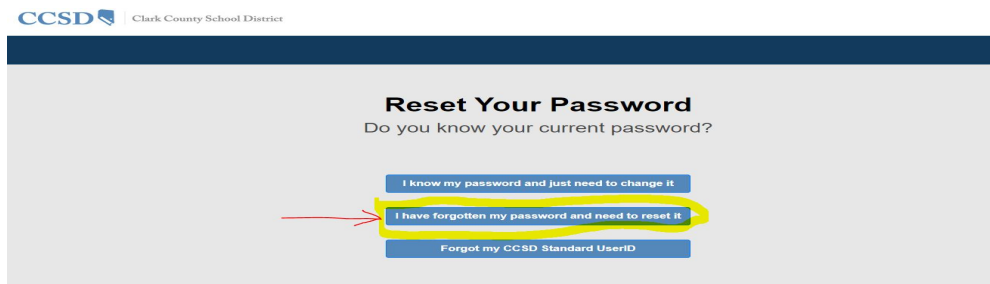 CCSD Clark County School District
Reset Your Password
Do you know your current password?
I know my password and just need to change it
I have forgotten my password and need to reset it
Forgot my CCSD Standard UserID